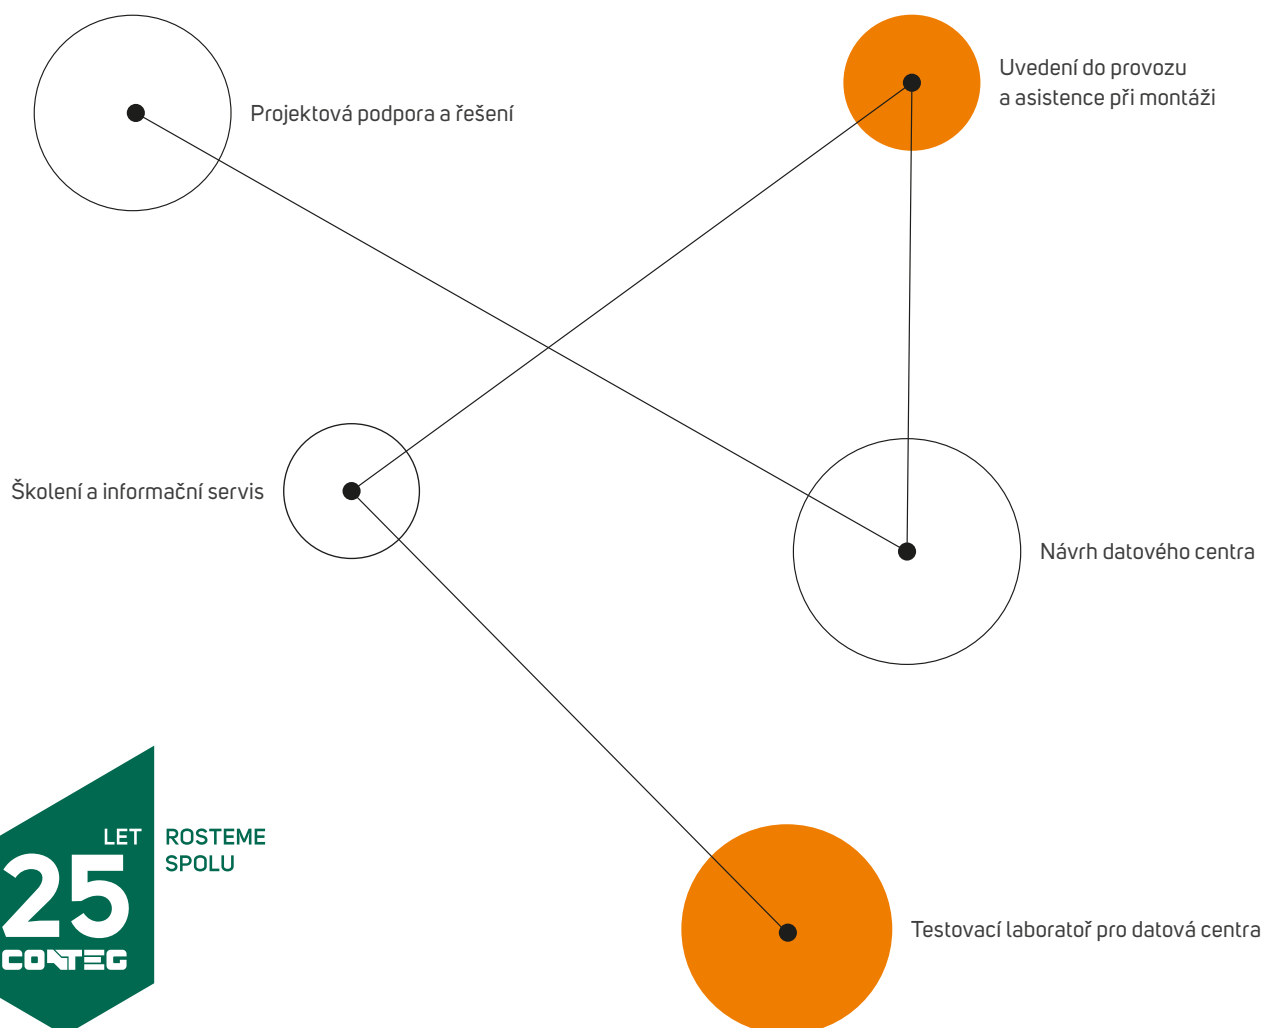 Uvedení do provozu
a asistence při montáži
Projektová podpora a řešení
Školení a informační servis
Návrh datového centra
LET
25
CONTEG
ROSTEME
SPOLU
Testovací laboratoř pro datová centra